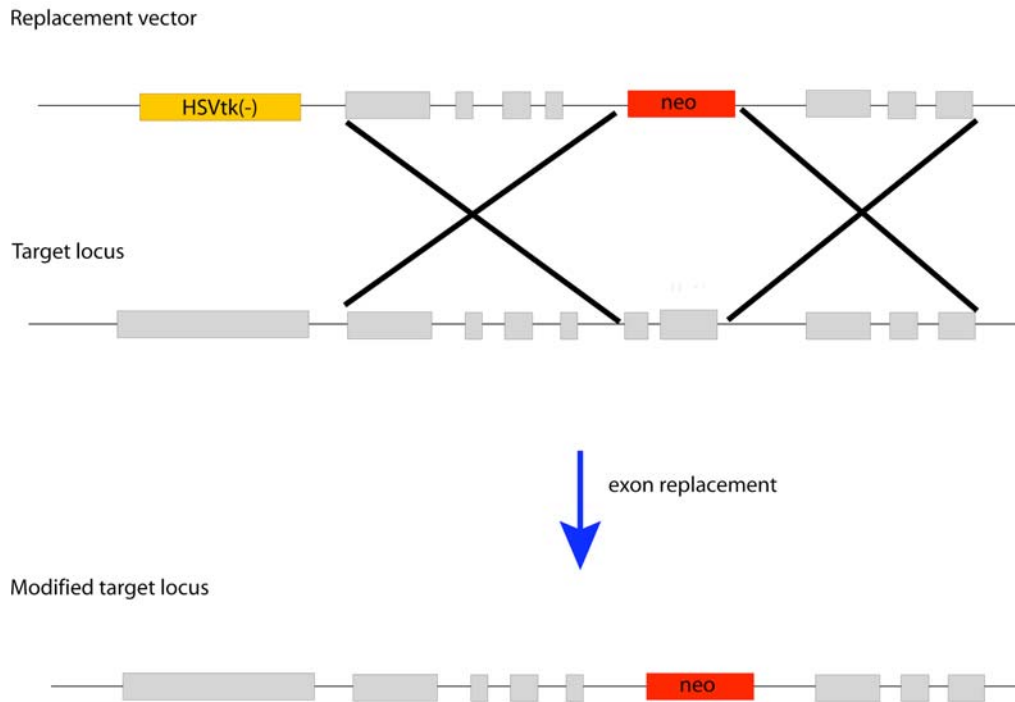 Replacement vector
HSVtk(-)
neo
Target locus
exon replacement
Modified target locus
neo